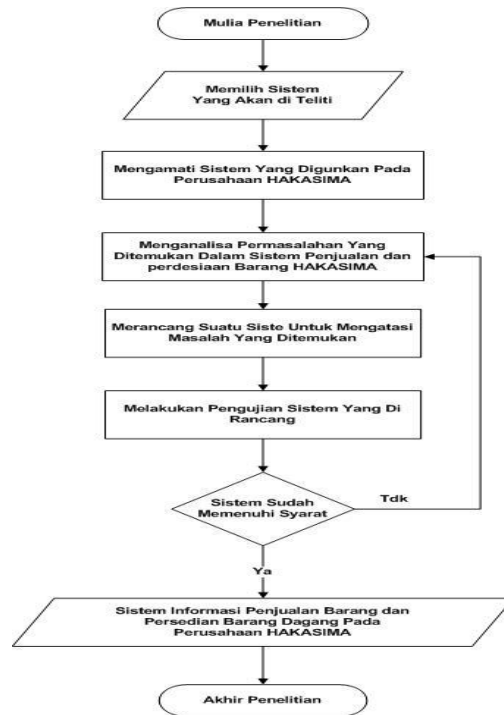 Mulia Penelitian
Memilih Sistem
Yang Akan di Teliti
Mengamati Sistem Yang Digunkan Pada
Perusahaan HAKASIMA
Menganalisa Permasalahan Yang
Ditemukan Dalam Sistem Penjualan dan
perdesiaan Barang HAKASIMA
Merancang Suatu Siste Untuk Mengatasi
Masalah Yang Ditemukan
Melakukan Pengujian Sistem Yang Di
Rancang
Sistem Sudah
Memenuhi Syarat
Tdk
Ya
Sistem Informasi Penjualan Barang dan
Persedian Barang Dagang Pada
Perusahaan HAKASIMA
Akhir Penelitian